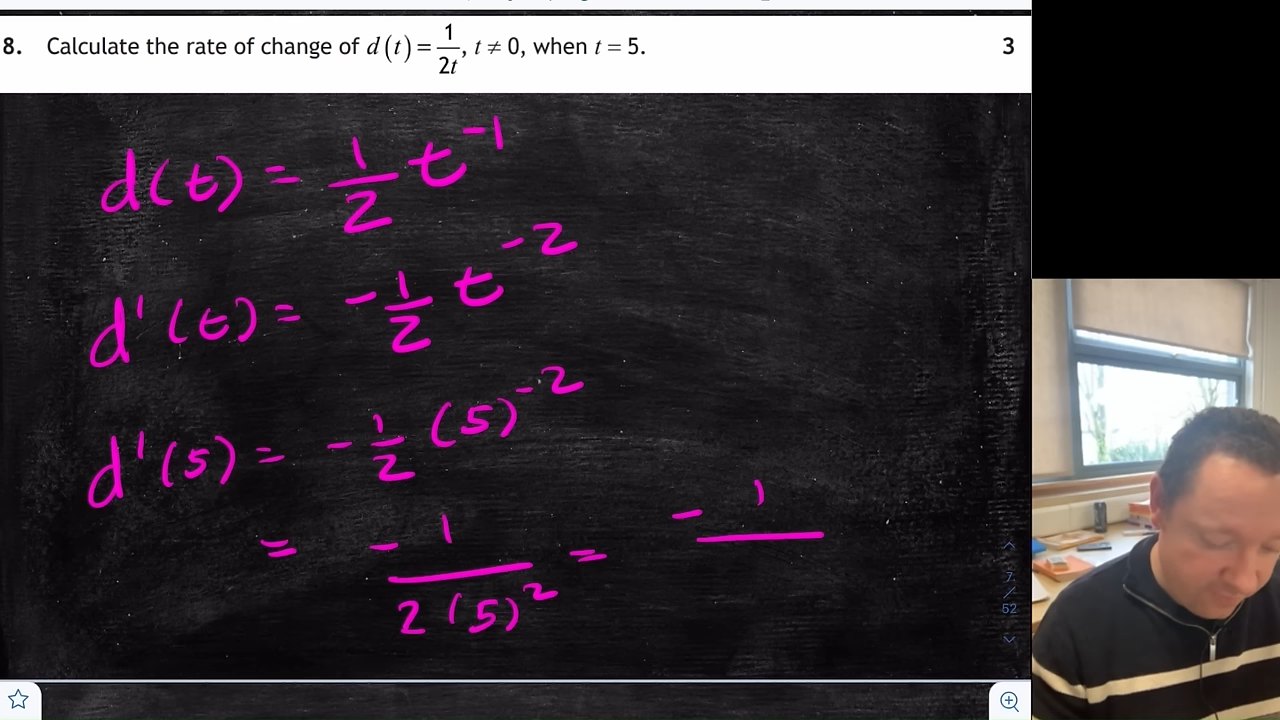 8. Calculate the rate of change of d(t) = 1/2t, t ≠ 0, when t = 5. 3
d(t) = 1/2 t^-1
d'(t) = -1/2 t^-2
d'(5) = -1/2 (5)^-2
= -1/2(5)^2 = -1/
7
/
52